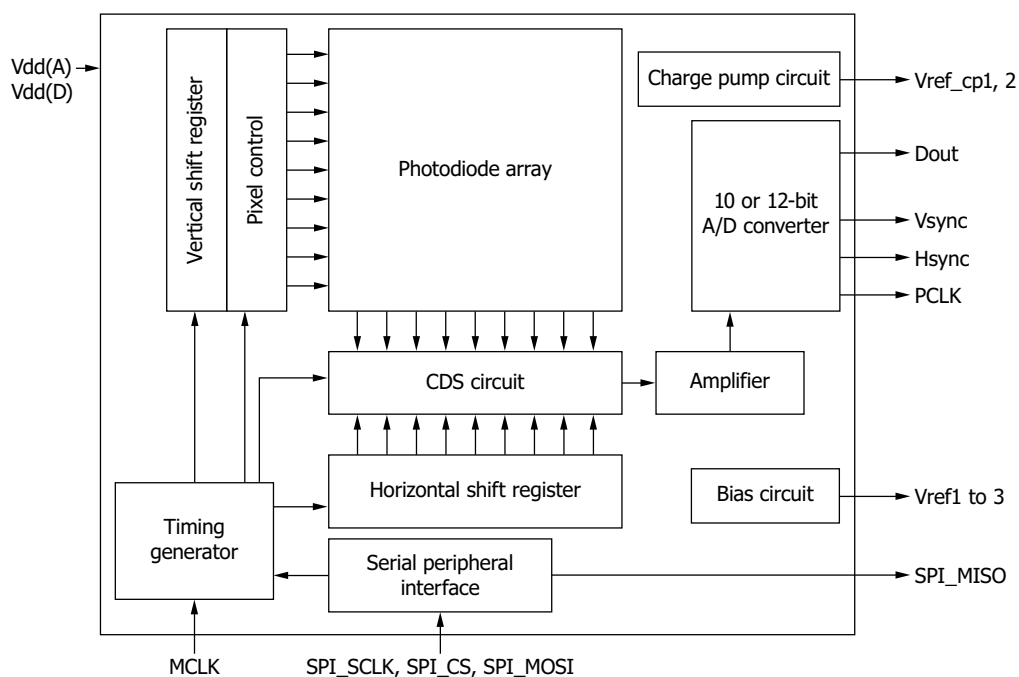 Vdd(A)
Vdd(D)
Vertical shift register
Pixel control
Photodiode array
Charge pump circuit
Vref_cp1, 2
10 or 12-bit
A/D converter
Dout
Vsync
Hsync
PCLK
CDS circuit
Amplifier
Horizontal shift register
Bias circuit
Vref1 to 3
Timing
generator
Serial peripheral
interface
SPI_MISO
MCLK
SPI_SCLK, SPI_CS, SPI_MOSI